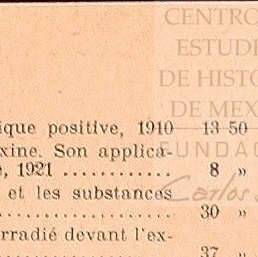 CENTRO
ESTUDI
DE HISTO
DE MEX
FUNDAC
Carlos S
ique positive, 1910 13 50
xine. Son applica-
, 1921 ........... 8 »
et les substances
.................. 30 »
rradié devant l'ex-
.................. 37 »